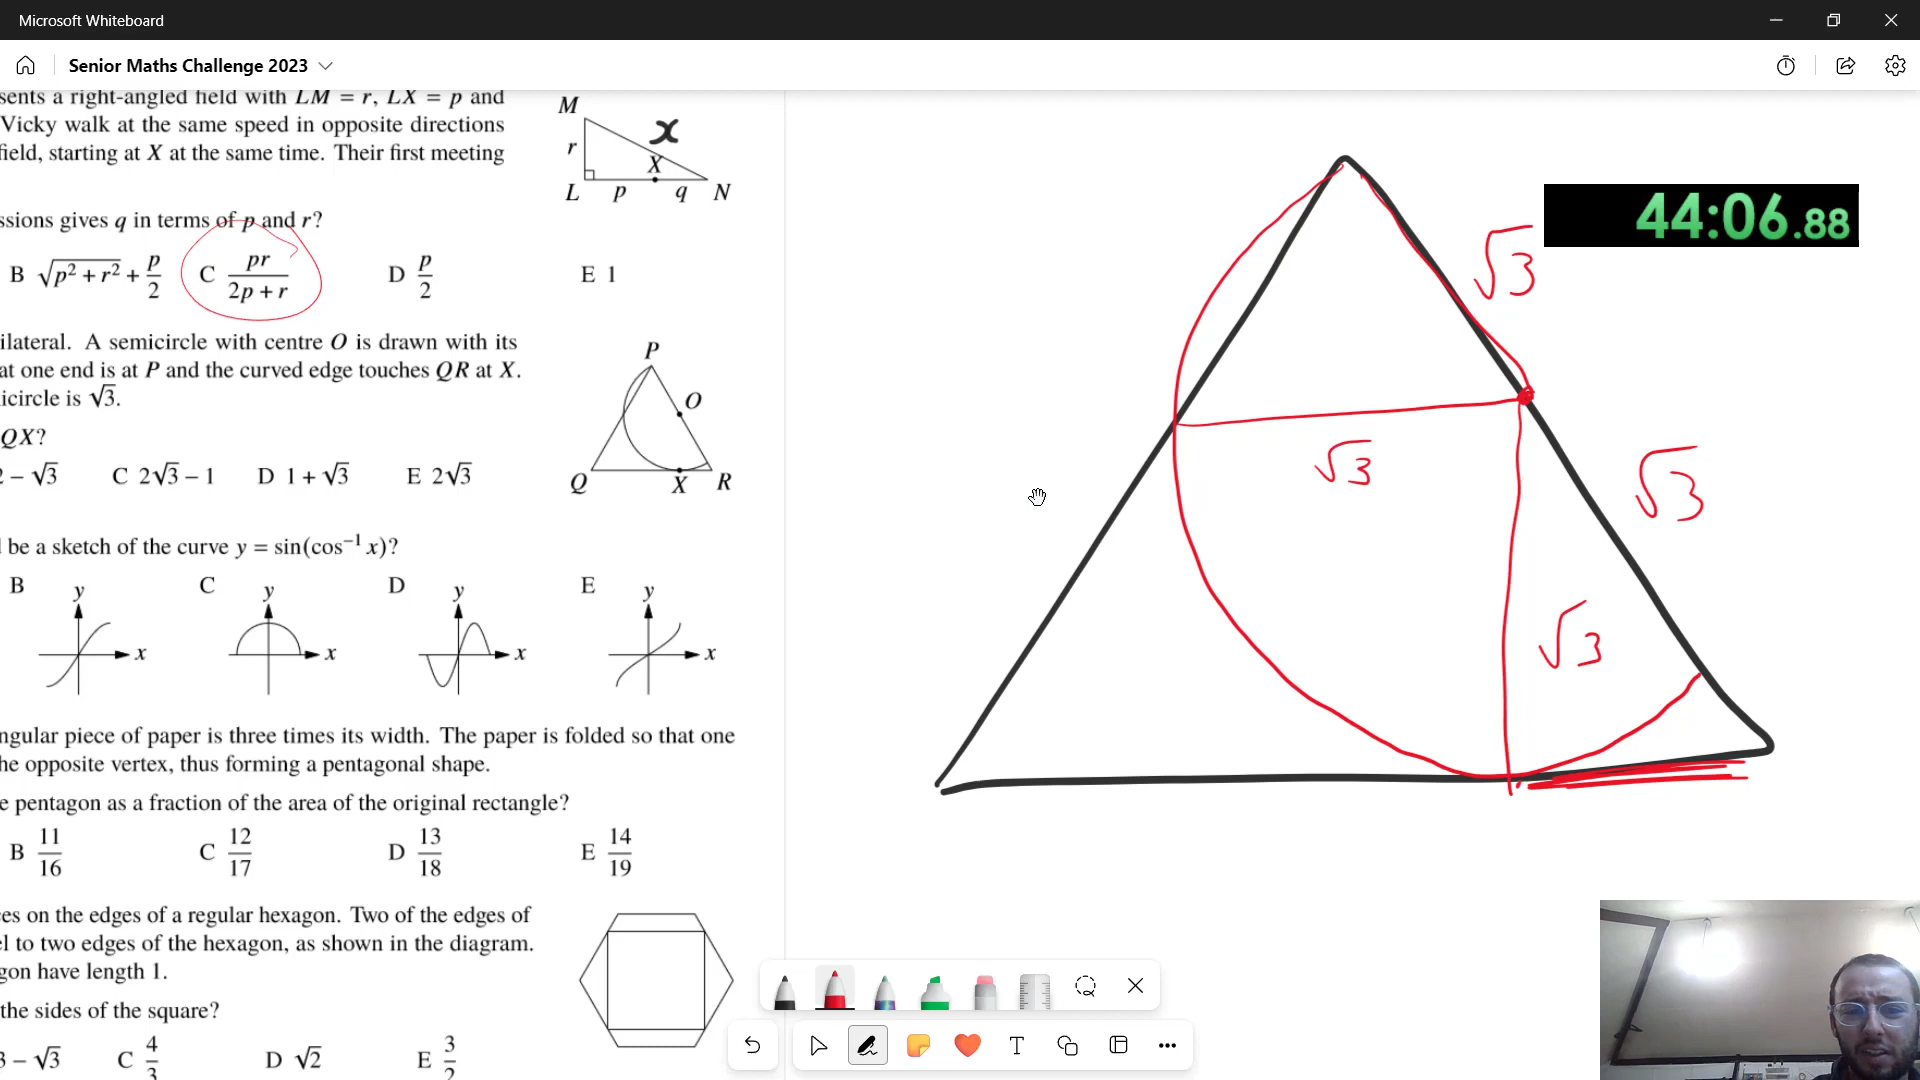 Microsoft Whiteboard
Senior Maths Challenge 2023
sents a right-angled field with LM = r, LX = p and
Vicky walk at the same speed in opposite directions
field, starting at X at the same time. Their first meeting
M
x
r
X
L p q N
ssions gives q in terms of p and r?
B √(p² + r²) + p/2 C pr/(2p + r) D p/2 E 1
ilateral. A semicircle with centre O is drawn with its
at one end is at P and the curved edge touches QR at X.
icircle is √3.
P
O
Q X R
QX?
2 − √3 C 2√3 − 1 D 1 + √3 E 2√3
be a sketch of the curve y = sin(cos⁻¹ x)?
B y x C y x D y x E y x
ngular piece of paper is three times its width. The paper is folded so that one
he opposite vertex, thus forming a pentagonal shape.
e pentagon as a fraction of the area of the original rectangle?
B 11/16 C 12/17 D 13/18 E 14/19
es on the edges of a regular hexagon. Two of the edges of
el to two edges of the hexagon, as shown in the diagram.
gon have length 1.
the sides of the square?
3 − √3 C 4/3 D √2 E 3/2
44:06.88
√3
√3
√3
√3
T